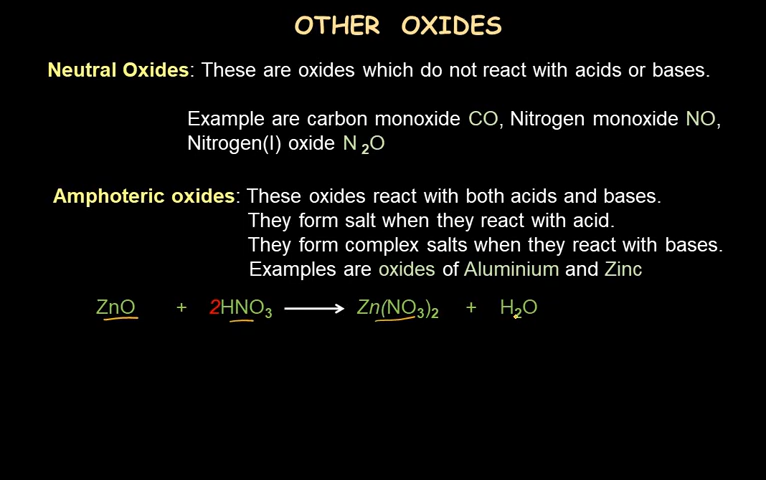 OTHER OXIDES
Neutral Oxides: These are oxides which do not react with acids or bases.
Example are carbon monoxide CO, Nitrogen monoxide NO,
Nitrogen(I) oxide N₂O
Amphoteric oxides: These oxides react with both acids and bases.
They form salt when they react with acid.
They form complex salts when they react with bases.
Examples are oxides of Aluminium and Zinc
ZnO + 2HNO₃ ⟶ Zn(NO₃)₂ + H₂O